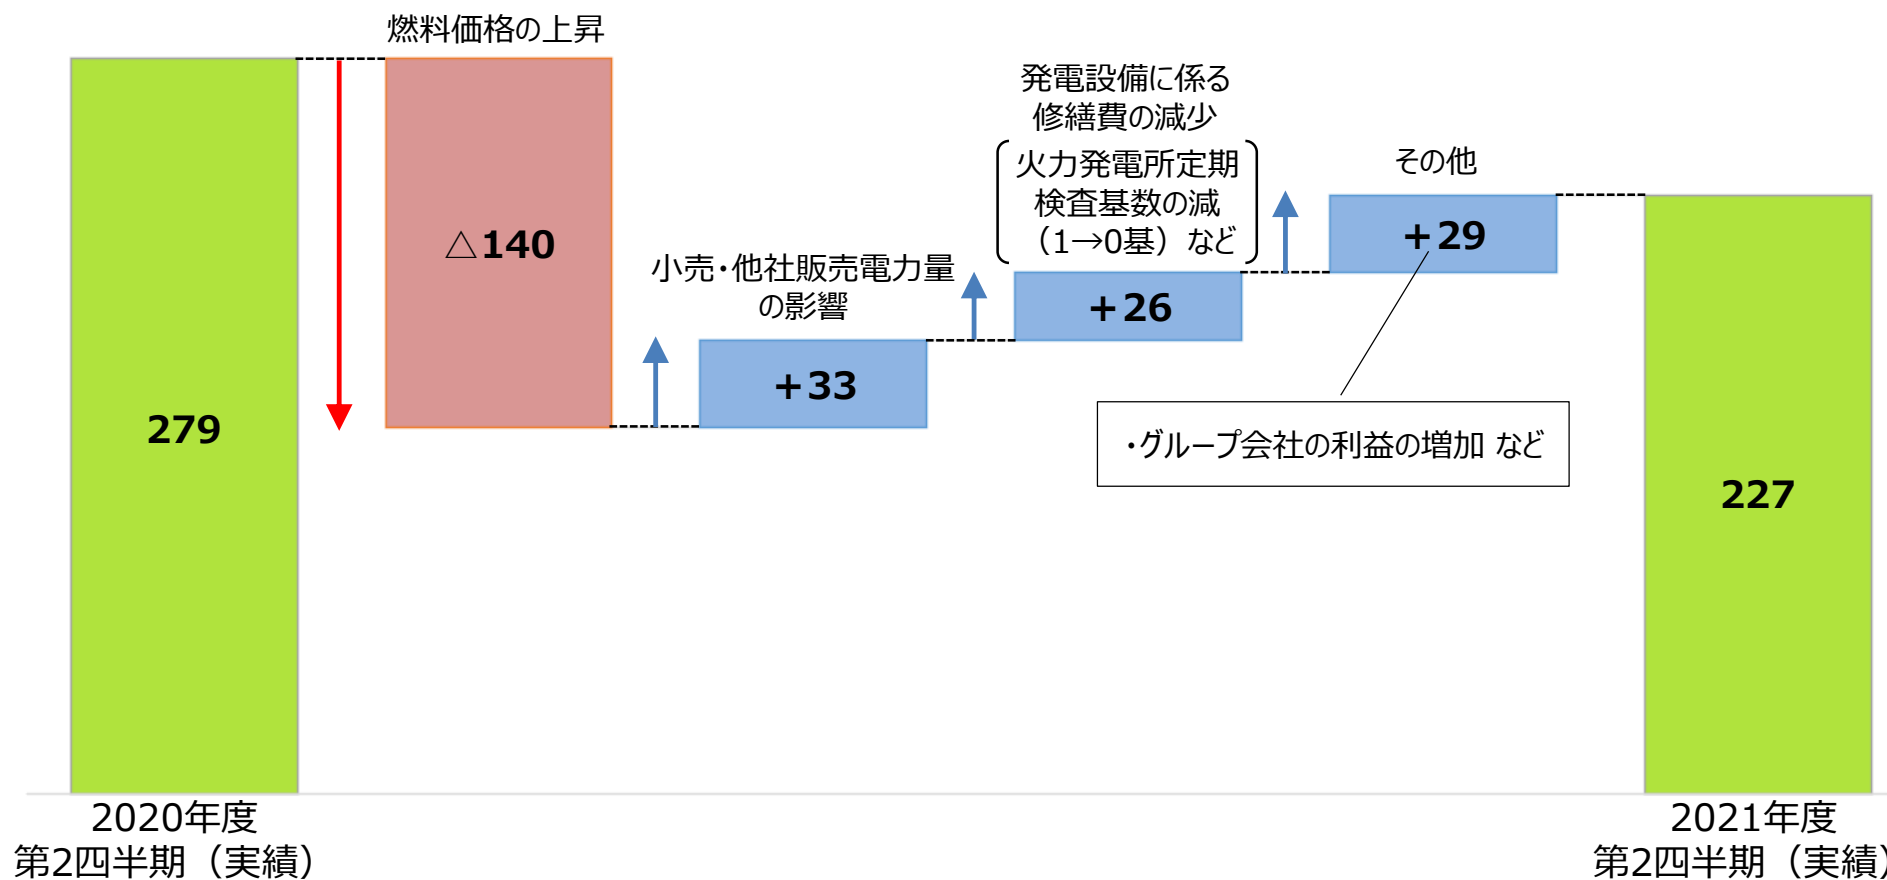 燃料価格の上昇
発電設備に係る
修繕費の減少
火力発電所定期
検査基数の減
（1→0基）など
その他
△140
+29
小売・他社販売電力量
の影響
+26
+33
279
・グループ会社の利益の増加 など
227
2020年度
第2四半期（実績）
2021年度
第2四半期（実績）